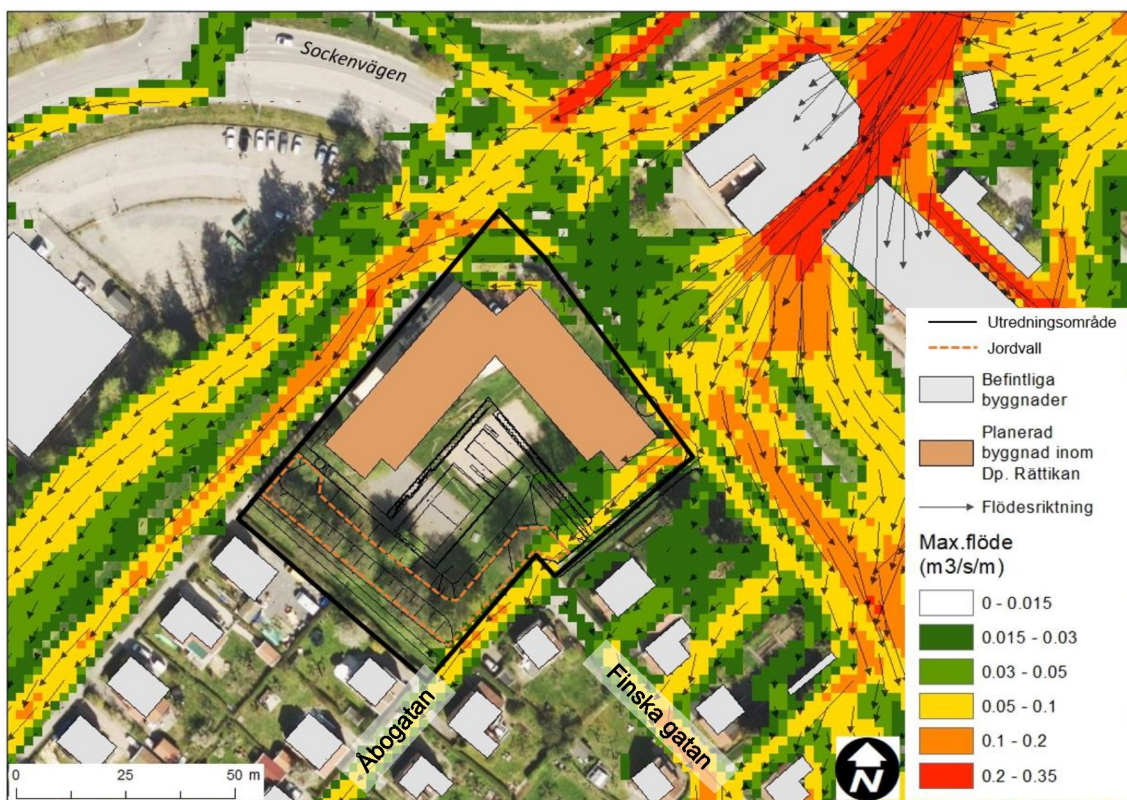 Sockenvägen
Utredningsområde
Jordvall
Befintliga
byggnader
Planerad
byggnad inom
Dp. Rättikan
Flödesriktning
Max.flöde
(m3/s/m)
0 - 0.015
0.015 - 0.03
0.03 - 0.05
0.05 - 0.1
0.1 - 0.2
0.2 - 0.35
Åbogatan
Finska gatan
0 25 50 m
N